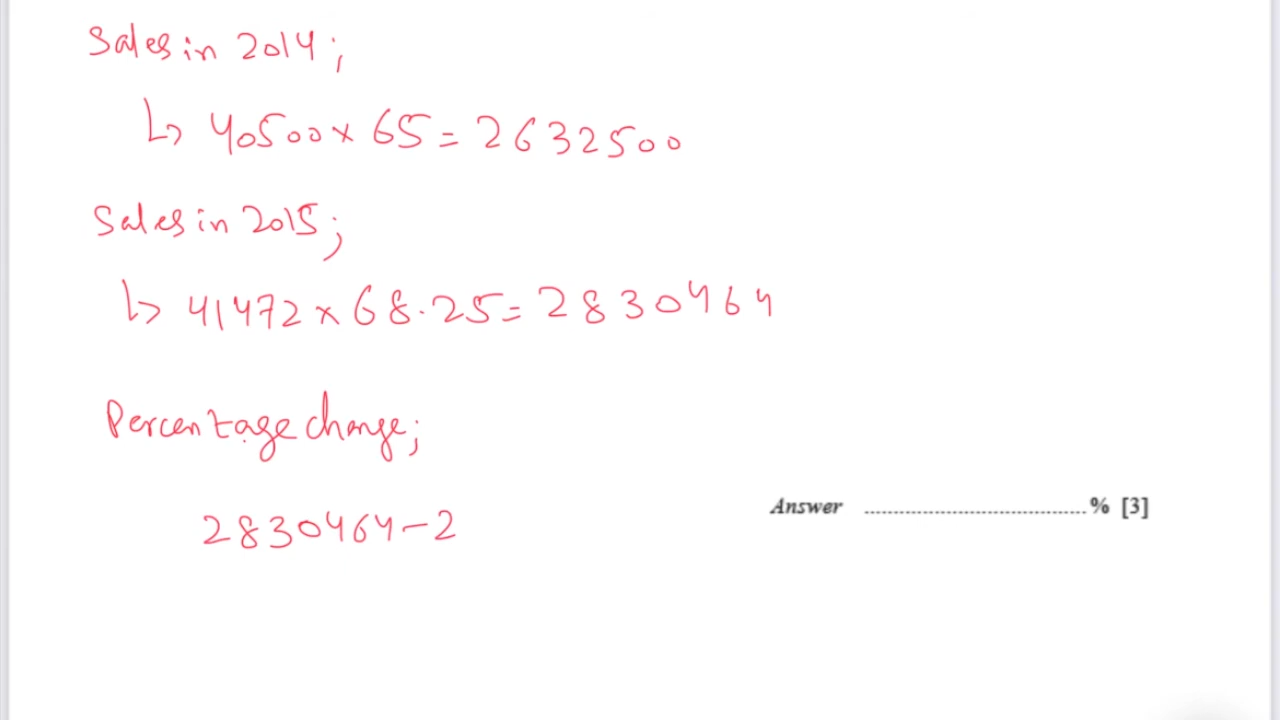 Sales in 2014;
↳ 40500 × 65 = 2632500
Sales in 2015;
↳ 41472 × 68.25 = 2830464
Percentage change;
Answer ........................................ % [3]
2830464 - 2